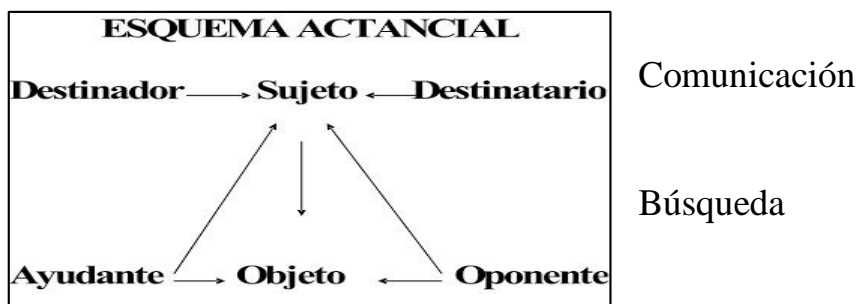 ESQUEMA ACTANCIAL
Destinador Sujeto Destinatario
Comunicación
Búsqueda
Ayudante Objeto Oponente